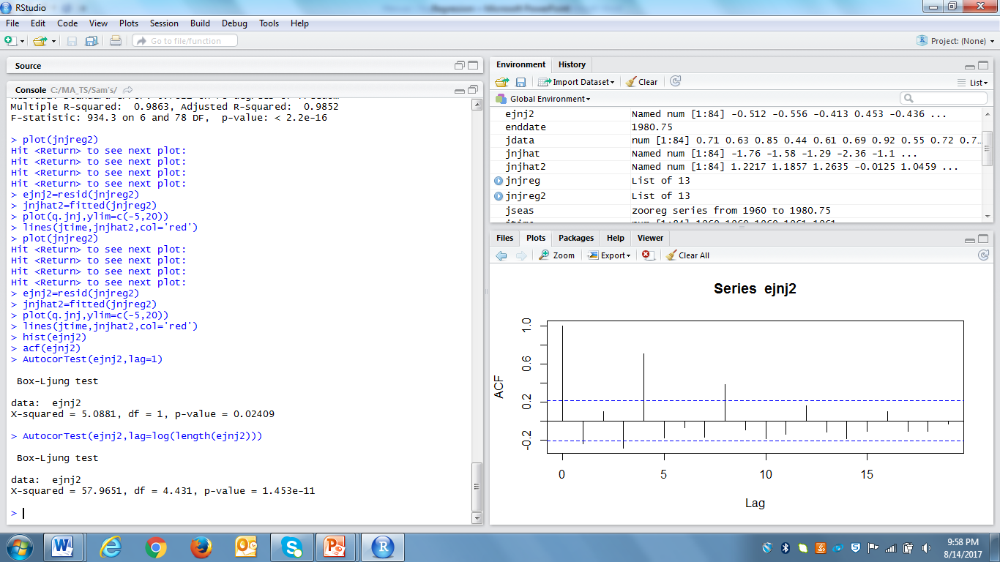 RStudio
File Edit Code View Plots Session Build Debug Tools Help
Go to file/function
Project: (None)
Source
Console C:/MA_TS/Sam's/
Multiple R-squared:  0.9863, Adjusted R-squared:  0.9852
F-statistic: 934.3 on 6 and 78 DF,  p-value: < 2.2e-16
> plot(jnjreg2)
Hit <Return> to see next plot:
Hit <Return> to see next plot:
Hit <Return> to see next plot:
Hit <Return> to see next plot:
> ejnj2=resid(jnjreg2)
> jnjhat2=fitted(jnjreg2)
> plot(q.jnj,ylim=c(-5,20))
> lines(jtime,jnjhat2,col='red')
> plot(jnjreg2)
Hit <Return> to see next plot:
Hit <Return> to see next plot:
Hit <Return> to see next plot:
Hit <Return> to see next plot:
> ejnj2=resid(jnjreg2)
> jnjhat2=fitted(jnjreg2)
> plot(q.jnj,ylim=c(-5,20))
> lines(jtime,jnjhat2,col='red')
> hist(ejnj2)
> acf(ejnj2)
> AutocorTest(ejnj2,lag=1)
Box-Ljung test
data:  ejnj2
X-squared = 5.0881, df = 1, p-value = 0.02409
> AutocorTest(ejnj2,lag=log(length(ejnj2)))
Box-Ljung test
data:  ejnj2
X-squared = 57.9651, df = 4.431, p-value = 1.453e-11
>
Environment History
Import Dataset Clear List
Global Environment
ejnj2 Named num [1:84] -0.512 -0.556 -0.413 0.453 -0.436 ...
enddate 1980.75
jdata num [1:84] 0.71 0.63 0.85 0.44 0.61 0.69 0.92 0.55 0.72 0.7…
jnjhat Named num [1:84] -1.76 -1.58 -1.29 -2.36 -1.1 ...
jnjhat2 Named num [1:84] 1.2217 1.1857 1.2635 -0.0125 1.0459 ...
jnjreg List of 13
jnjreg2 List of 13
jseas zooreg series from 1960 to 1980.75
Files Plots Packages Help Viewer
Zoom Export Clear All
Series ejnj2
ACF
1.0
0.6
0.2
-0.2
0 5 10 15
Lag
9:58 PM
8/14/2017